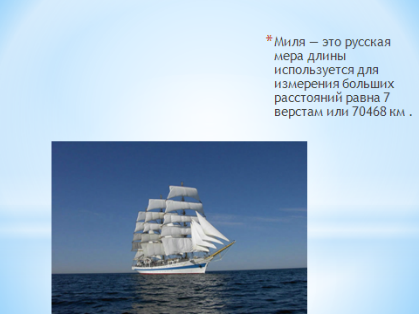 * Миля — это русская
мера длины
используется для
измерения больших
расстояний равна 7
верстам или 70468 км .